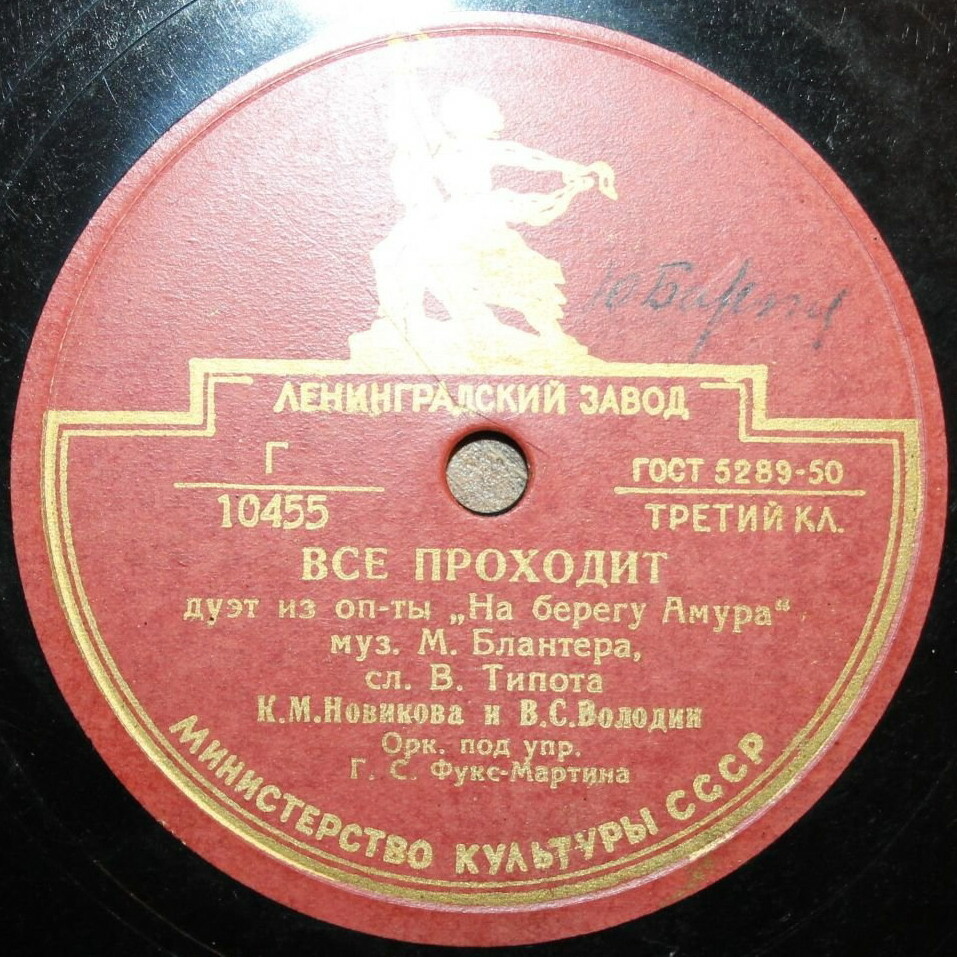 ЛЕНИНГРАДСКИЙ ЗАВОД
Г
10455
ГОСТ 5289-50
ТРЕТИЙ КЛ.
ВСЕ ПРОХОДИТ
дуэт из оп-ты „На берегу Амура“
муз. М. Блантера,
сл. В. Типота
К.М.Новикова и В.С.Володин
Орк. под упр.
Г. С. Фукс-Мартина
МИНИСТЕРСТВО КУЛЬТУРЫ СССР